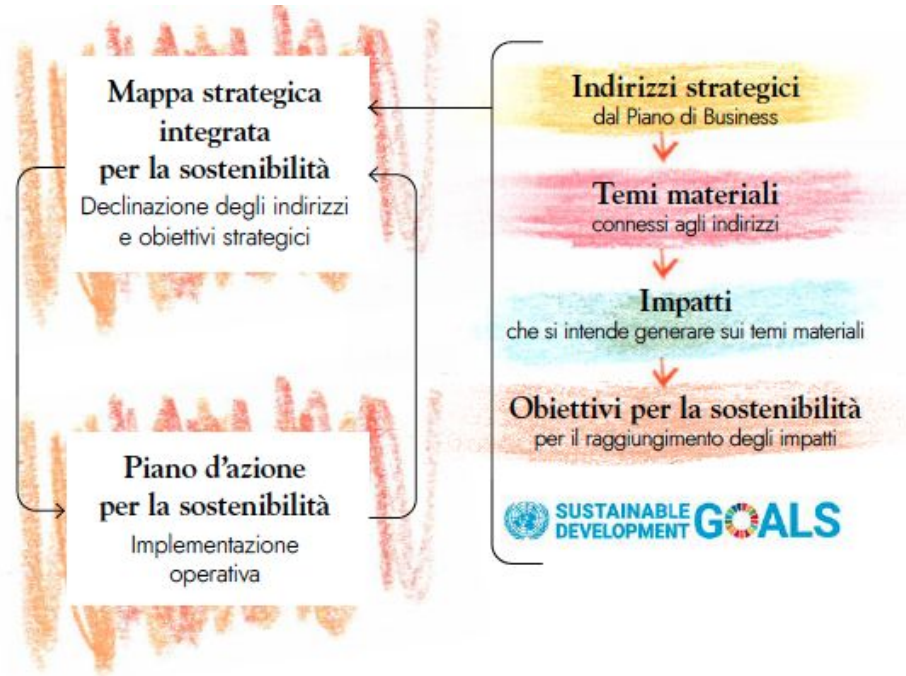 Mappa strategica
integrata
per la sostenibilità
Declinazione degli indirizzi
e obiettivi strategici
Piano d'azione
per la sostenibilità
Implementazione
operativa
Indirizzi strategici
dal Piano di Business
Temi materiali
connessi agli indirizzi
Impatti
che si intende generare sui temi materiali
Obiettivi per la sostenibilità
per il raggiungimento degli impatti
SUSTAINABLE
DEVELOPMENT GOALS